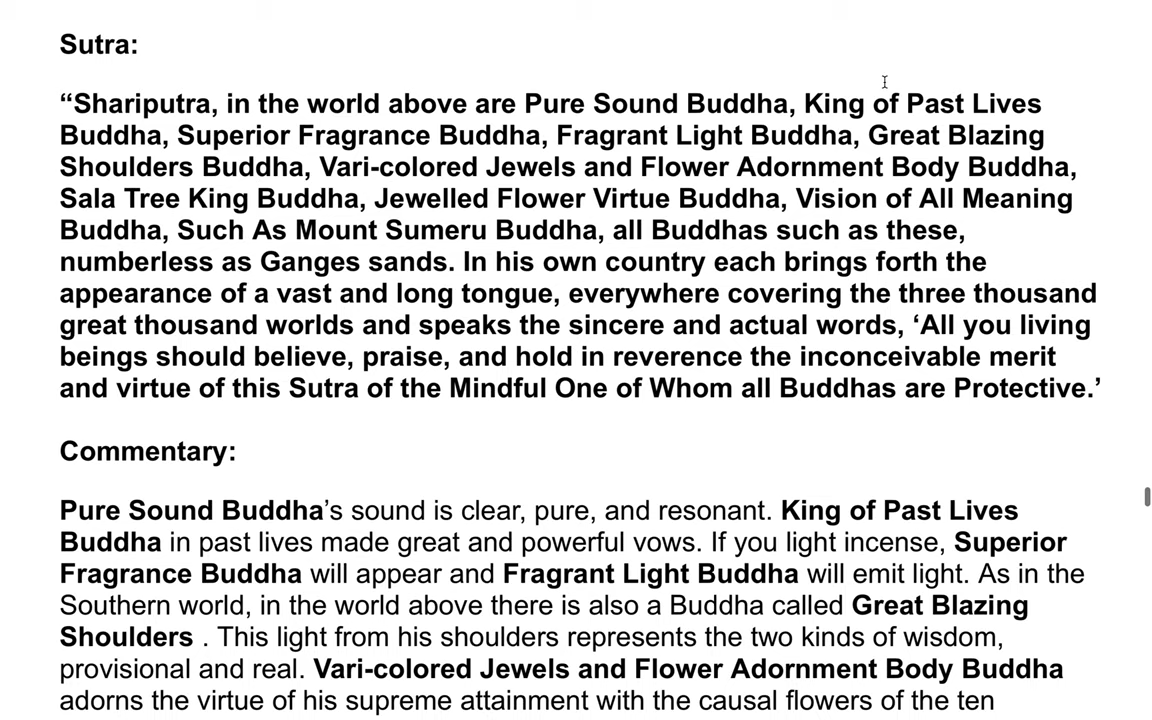 Sutra:
“Shariputra, in the world above are Pure Sound Buddha, King of Past Lives
Buddha, Superior Fragrance Buddha, Fragrant Light Buddha, Great Blazing
Shoulders Buddha, Vari-colored Jewels and Flower Adornment Body Buddha,
Sala Tree King Buddha, Jewelled Flower Virtue Buddha, Vision of All Meaning
Buddha, Such As Mount Sumeru Buddha, all Buddhas such as these,
numberless as Ganges sands. In his own country each brings forth the
appearance of a vast and long tongue, everywhere covering the three thousand
great thousand worlds and speaks the sincere and actual words, ‘All you living
beings should believe, praise, and hold in reverence the inconceivable merit
and virtue of this Sutra of the Mindful One of Whom all Buddhas are Protective.’
Commentary:
Pure Sound Buddha’s sound is clear, pure, and resonant. King of Past Lives
Buddha in past lives made great and powerful vows. If you light incense, Superior
Fragrance Buddha will appear and Fragrant Light Buddha will emit light. As in the
Southern world, in the world above there is also a Buddha called Great Blazing
Shoulders . This light from his shoulders represents the two kinds of wisdom,
provisional and real. Vari-colored Jewels and Flower Adornment Body Buddha
adorns the virtue of his supreme attainment with the causal flowers of the ten